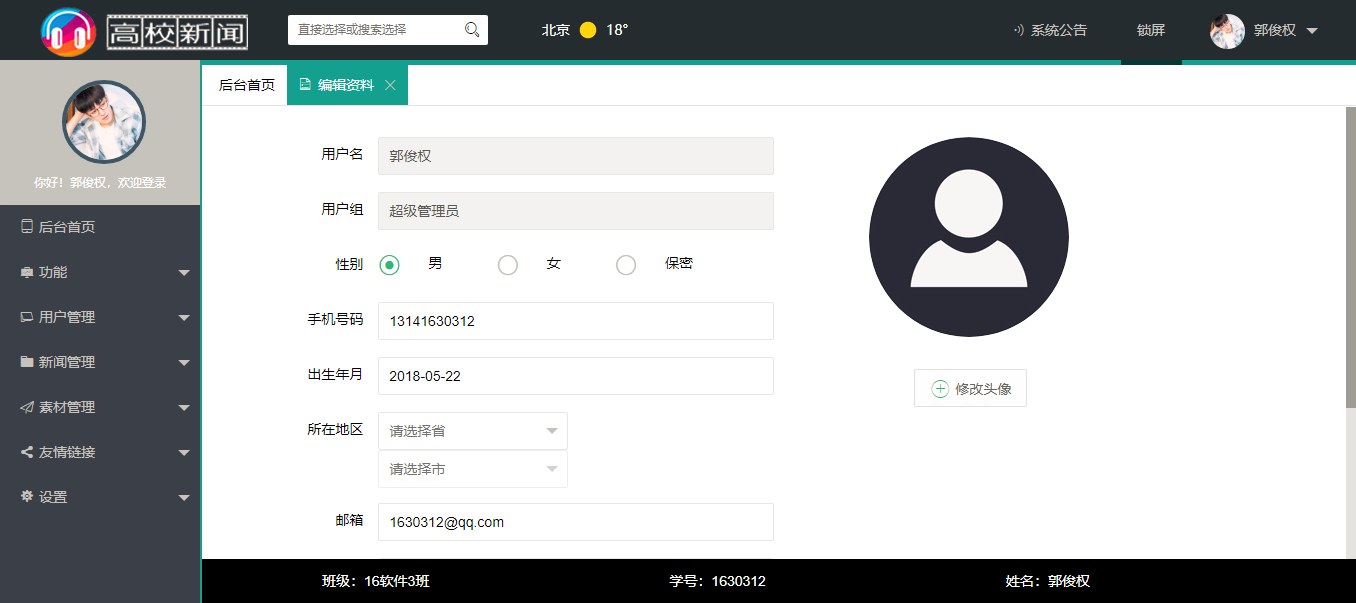 高校新闻
直接选择或搜索选择
北京 18°
系统公告
锁屏
郭俊权
你好！郭俊权，欢迎登录
后台首页
功能
用户管理
新闻管理
素材管理
友情链接
设置
后台首页
编辑资料
用户名 郭俊权
用户组 超级管理员
性别 男 女 保密
手机号码 13141630312
出生年月 2018-05-22
所在地区 请选择省
请选择市
邮箱 1630312@qq.com
修改头像
班级：16软件3班 学号：1630312 姓名：郭俊权